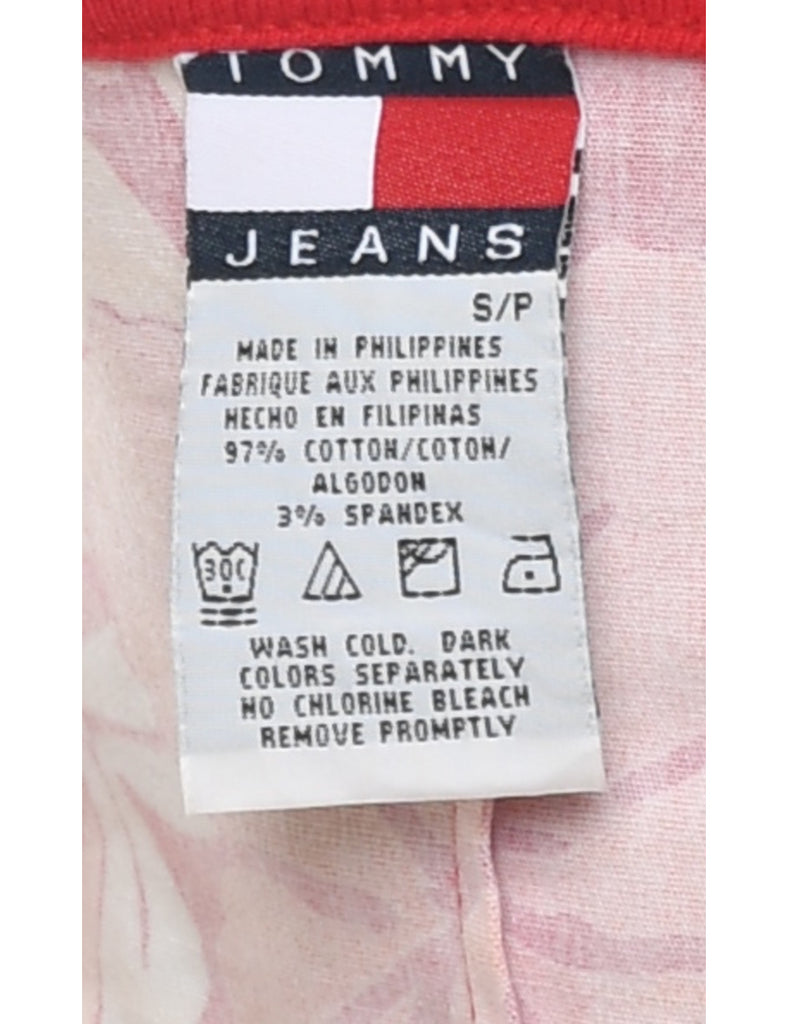 TOMMY
JEANS
S/P
MADE IN PHILIPPINES
FABRIQUE AUX PHILIPPINES
HECHO EN FILIPINAS
97% COTTON/COTON/
ALGODON
3% SPANDEX
30C
WASH COLD. DARK
COLORS SEPARATELY
NO CHLORINE BLEACH
REMOVE PROMPTLY